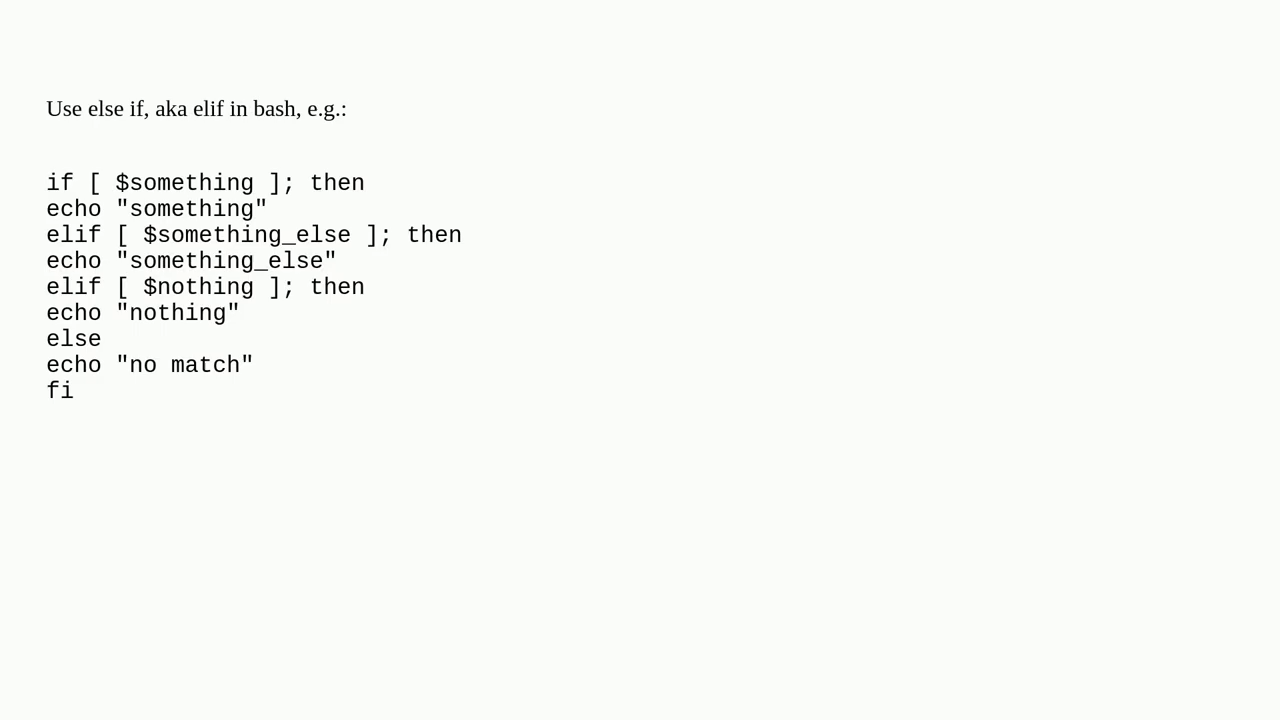 Use else if, aka elif in bash, e.g.:
if [ $something ]; then
echo "something"
elif [ $something_else ]; then
echo "something_else"
elif [ $nothing ]; then
echo "nothing"
else
echo "no match"
fi